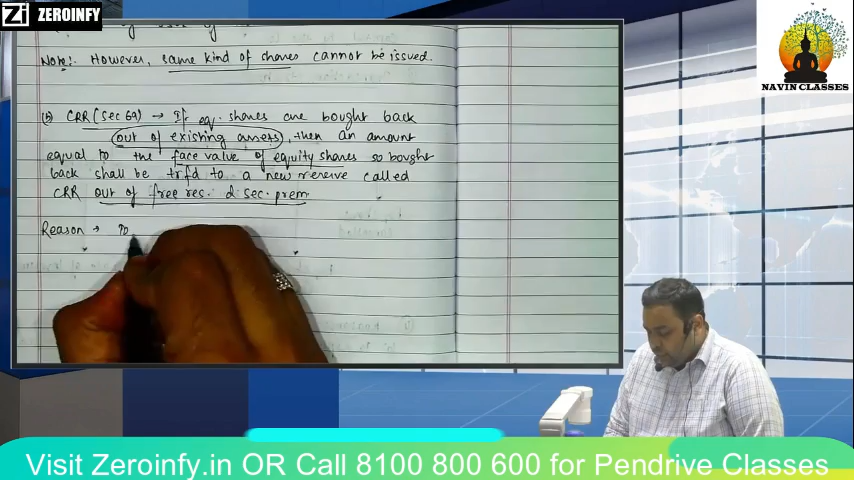 Zi ZEROINFY
Note:- However, same kind of shares cannot be issued.
(b) CRR (Sec 69) → If eq. shares are bought back
out of existing assets, then an amount
equal to the face value of equity shares so bought
back shall be trfd to a new reserve called
CRR out of free res. & sec. prem
Reason → To
NAVIN CLASSES
Visit Zeroinfy.in OR Call 8100 800 600 for Pendrive Classes